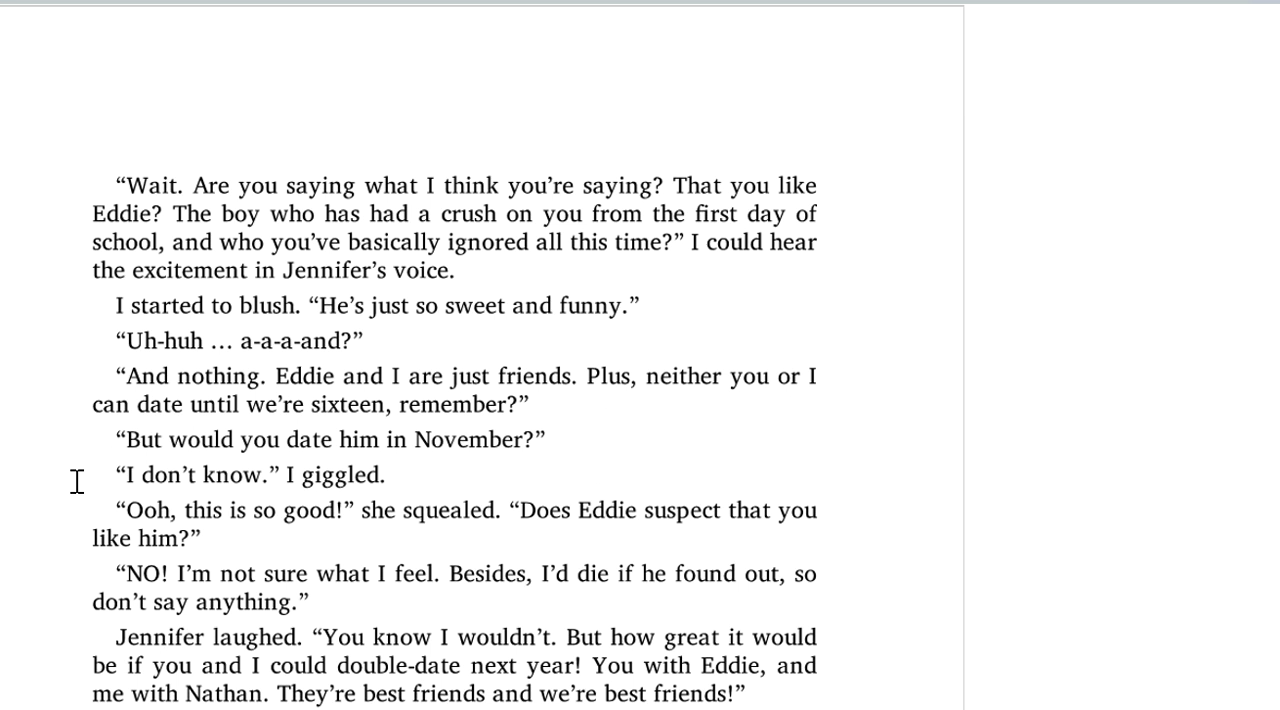 “Wait. Are you saying what I think you’re saying? That you like
Eddie? The boy who has had a crush on you from the first day of
school, and who you’ve basically ignored all this time?” I could hear
the excitement in Jennifer’s voice.
I started to blush. “He’s just so sweet and funny.”
“Uh-huh … a-a-a-and?”
“And nothing. Eddie and I are just friends. Plus, neither you or I
can date until we’re sixteen, remember?”
“But would you date him in November?”
“I don’t know.” I giggled.
“Ooh, this is so good!” she squealed. “Does Eddie suspect that you
like him?”
“NO! I’m not sure what I feel. Besides, I’d die if he found out, so
don’t say anything.”
Jennifer laughed. “You know I wouldn’t. But how great it would
be if you and I could double-date next year! You with Eddie, and
me with Nathan. They’re best friends and we’re best friends!”